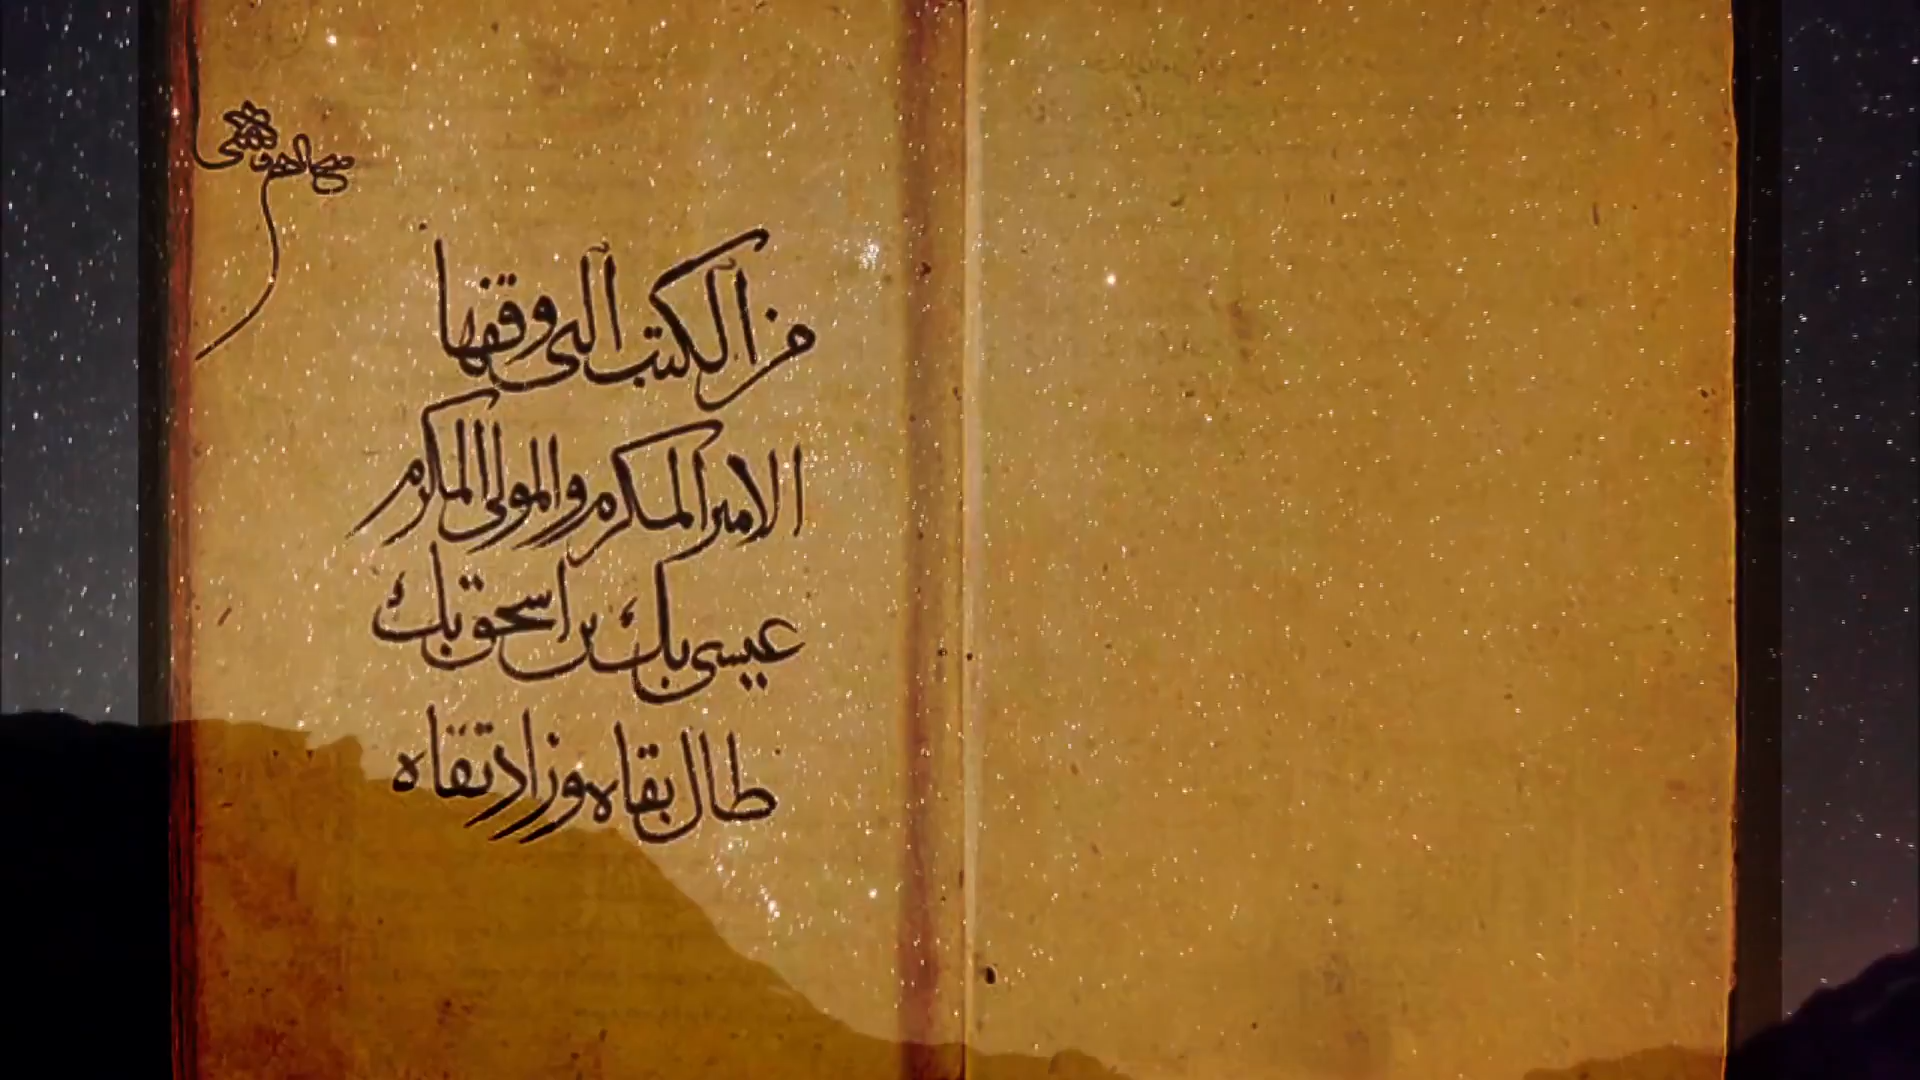 من الكتب التى وقفها
الامير المكرم والمولى المكرم
عيسى بك بن اسحق بك
طال بقاه وزاد تقاه